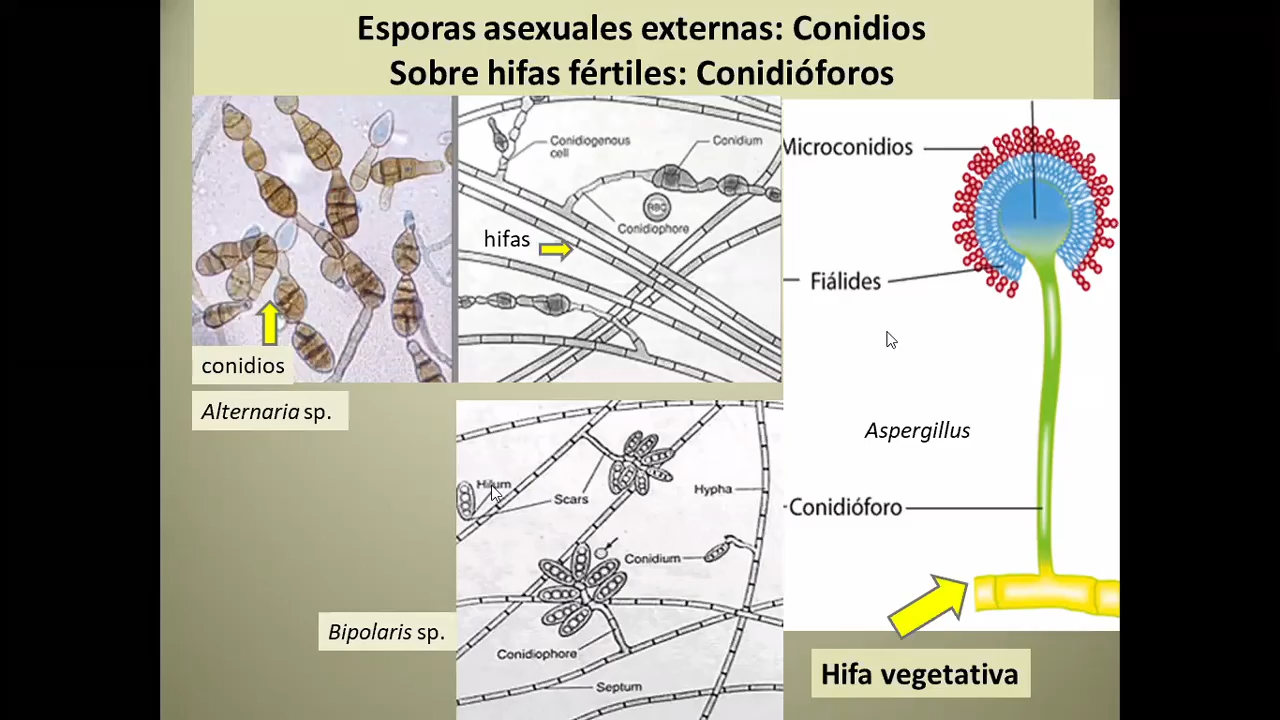 Esporas asexuales externas: Conidios
Sobre hifas fértiles: Conidióforos
Conidiogenous
cell
Conidium
RBC
Conidiophore
hifas
conidios
Alternaria sp.
Microconidios
Fiálides
Aspergillus
Conidióforo
Hifa vegetativa
Hilum
Scars
Hypha
Conidium
Conidiophore
Septum
Bipolaris sp.